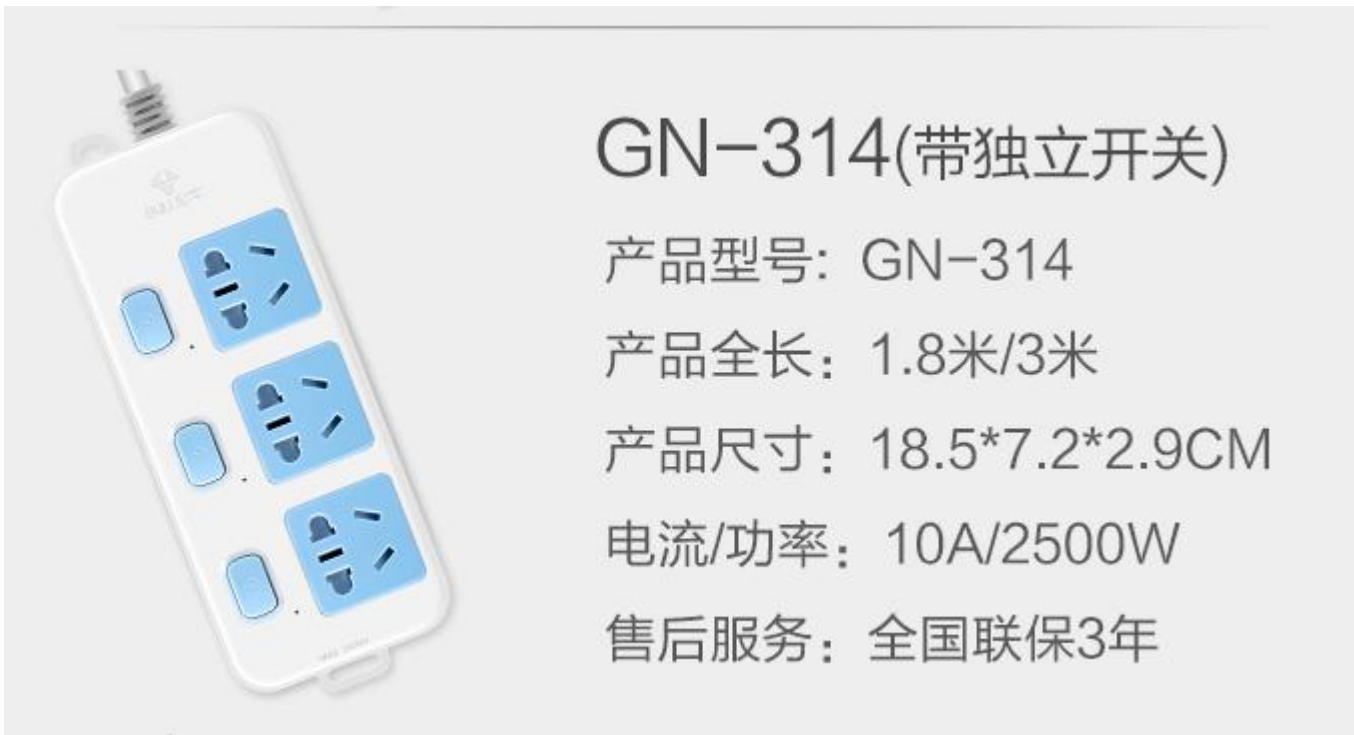 GN-314(带独立开关)
产品型号: GN-314
产品全长：1.8米/3米
产品尺寸：18.5*7.2*2.9CM
电流/功率：10A/2500W
售后服务：全国联保3年